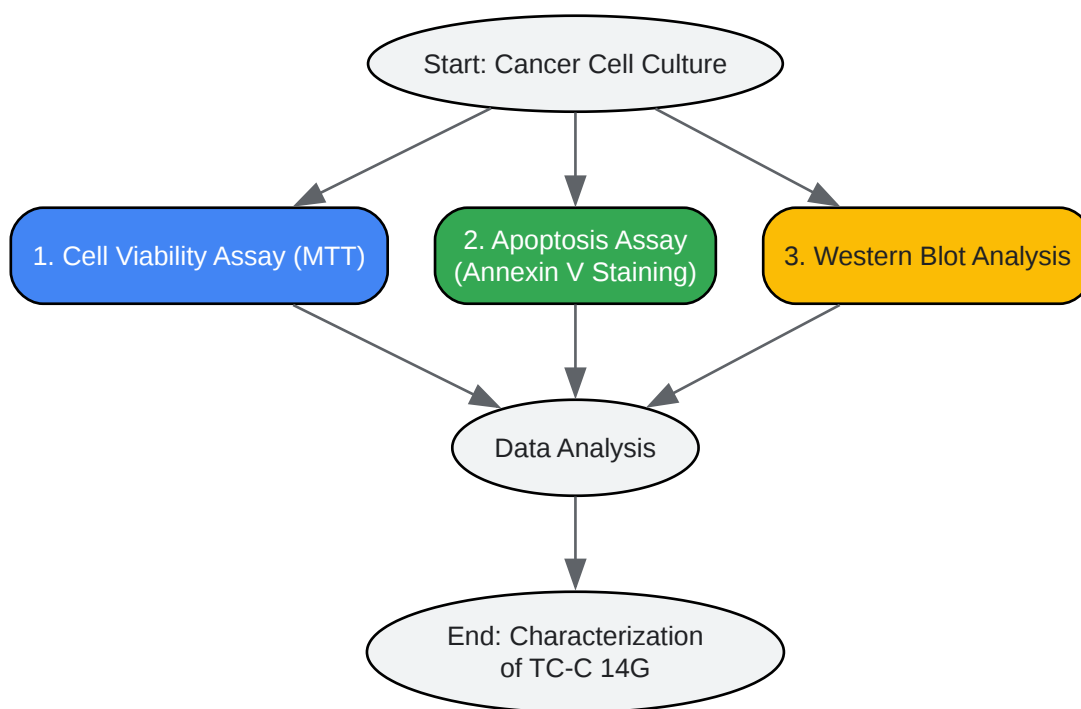 Start: Cancer Cell Culture
1. Cell Viability Assay (MTT)
2. Apoptosis Assay
(Annexin V Staining)
3. Western Blot Analysis
Data Analysis
End: Characterization
of TC-C 14G